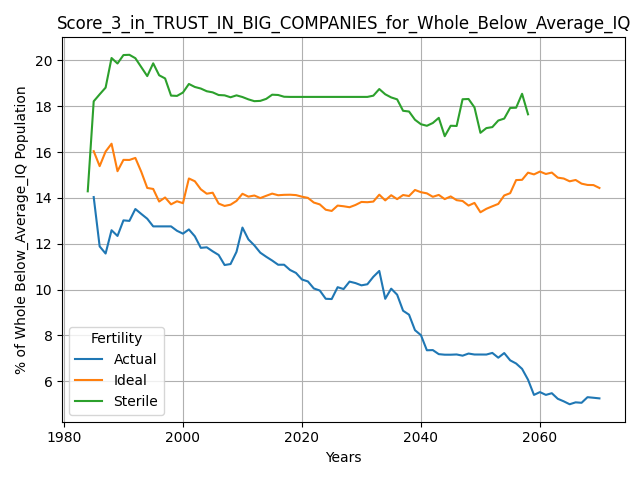 Score_3_in_TRUST_IN_BIG_COMPANIES_for_Whole_Below_Average_IQ
% of Whole Below_Average_IQ Population
20
18
16
14
12
10
8
6
Fertility
Actual
Ideal
Sterile
1980
2000
2020
2040
2060
Years